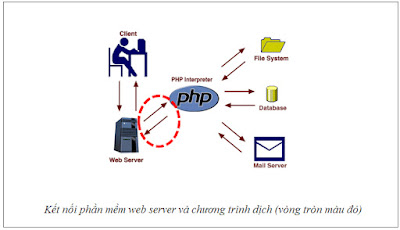 Client
File System
PHP Interpreter
php
Database
Web Server
Mail Server
Kết nối phần mềm web server và chương trình dịch (vòng tròn màu đỏ)